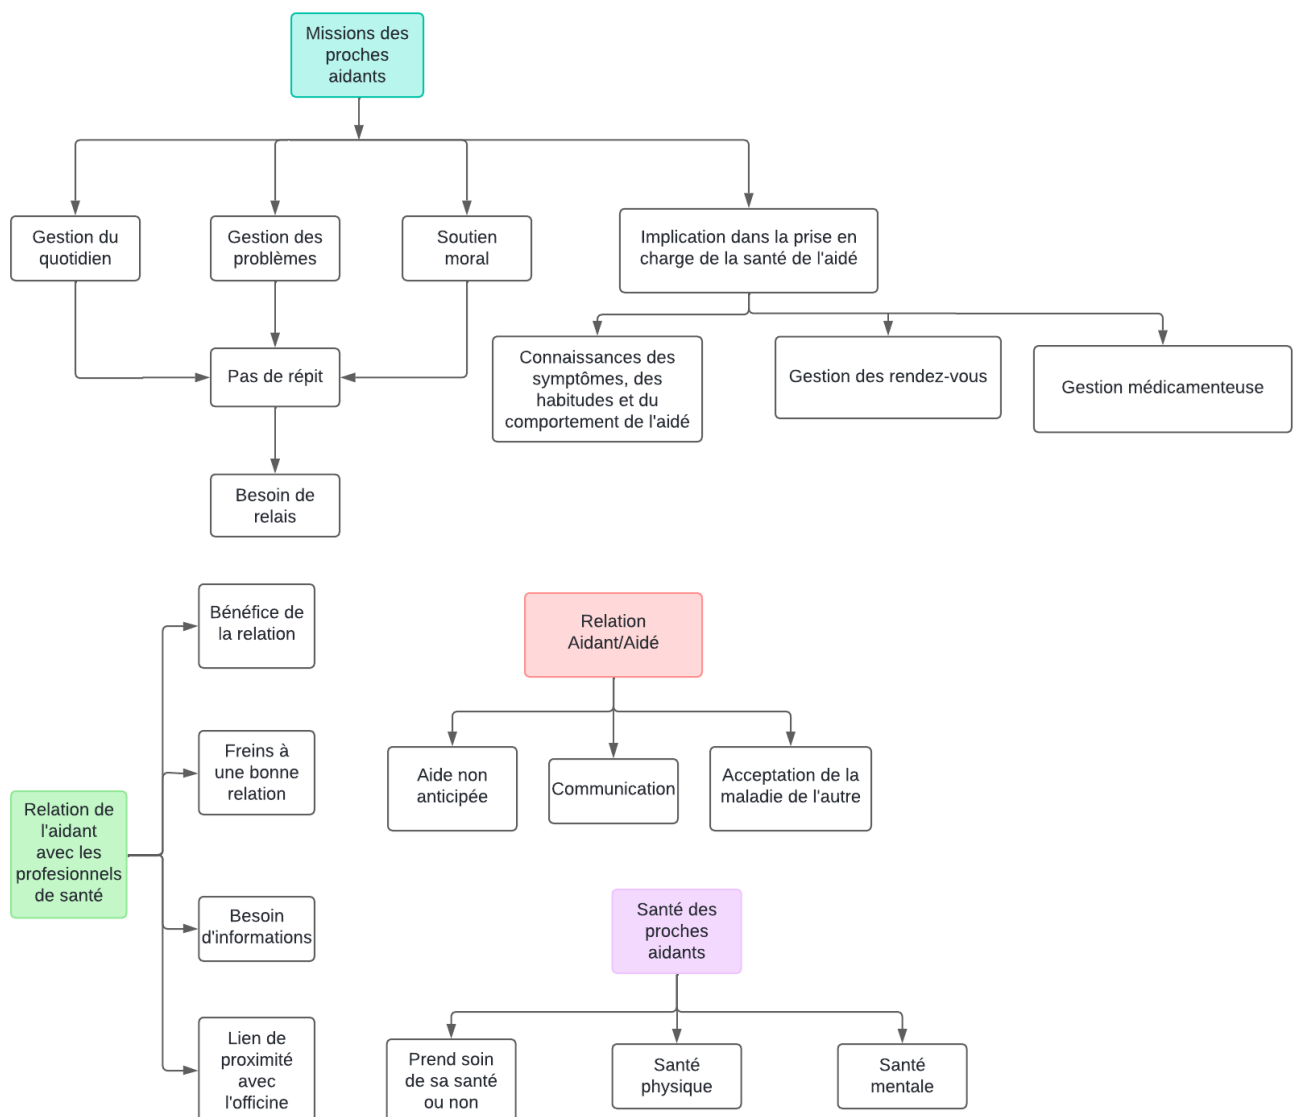 Missions des
proches
aidants
Gestion du
quotidien
Gestion des
problèmes
Soutien
moral
Implication dans la prise en
charge de la santé de l'aidé
Pas de répit
Connaissances des
symptômes, des
habitudes et du
comportement de l'aidé
Gestion des rendez-vous
Gestion médicamenteuse
Besoin de
relais
Relation de
l'aidant
avec les
profesionnels
de santé
Bénéfice de
la relation
Freins à
une bonne
relation
Besoin
d'informations
Lien de
proximité
avec
l'officine
Relation
Aidant/Aidé
Aide non
anticipée
Communication
Acceptation de la
maladie de l'autre
Santé des
proches
aidants
Prend soin
de sa santé
ou non
Santé
physique
Santé
mentale